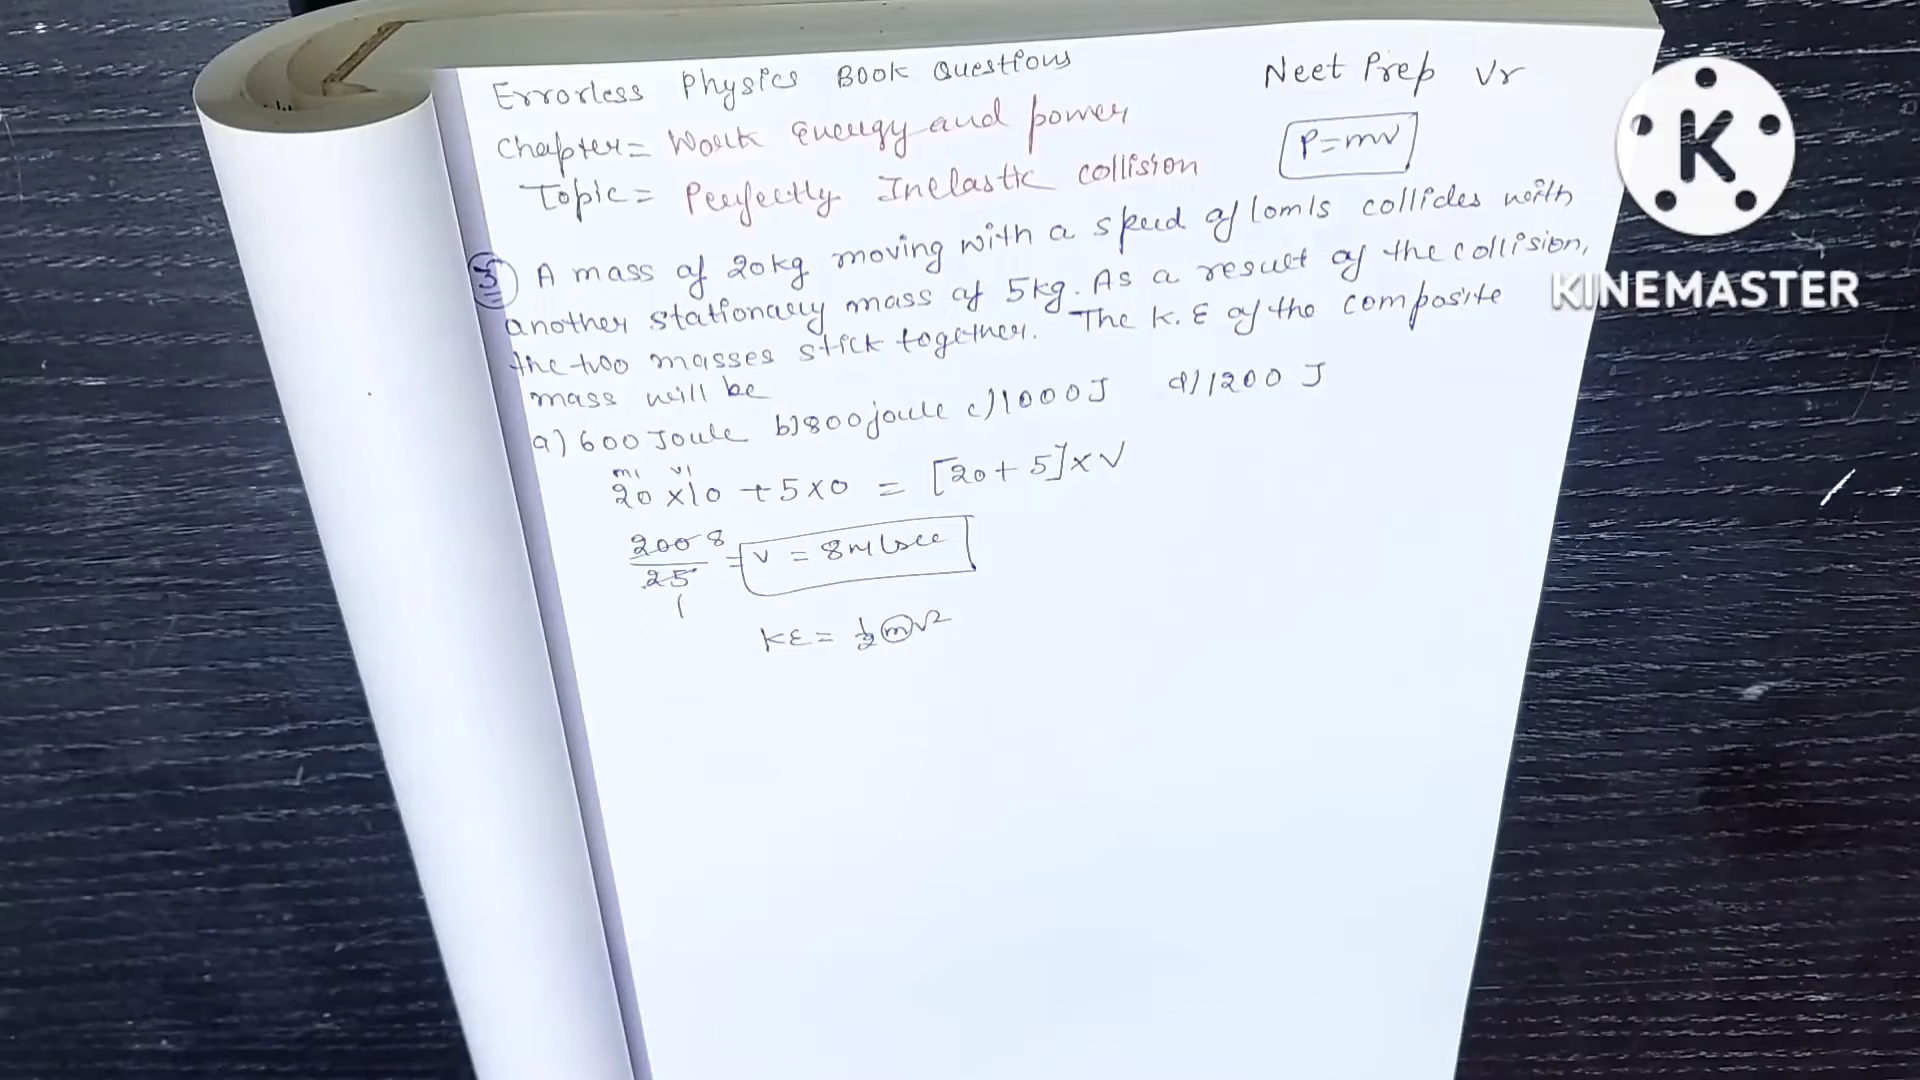 Errorless Physics Book Questions
Neet Prep Vr
Chapter = Work Energy and power
P = mv
Topic = Perfectly Inelastic collision
3) A mass of 20kg moving with a speed of 10m/s collides with
another stationary mass of 5kg. As a result of the collision,
the two masses stick together. The K.E of the composite
mass will be
a) 600 Joule b) 800 joule c) 1000 J d) 1200 J
m1 v1
20 x 10 + 5 x 0 = [20 + 5] x V
200 8
25 = V = 8m/sec
1
KE = 1/2 mv²
K
KINEMASTER